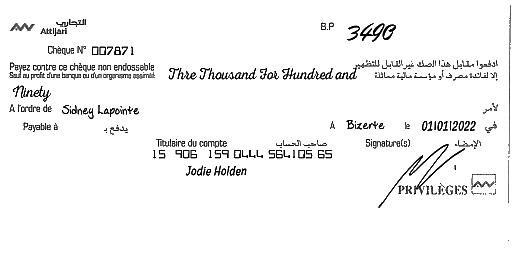 التجاري
Attijari
B.P 3490
Chèque N° 007871
Payez contre ce chèque non endossable
ادفعوا مقابل هذا الصك غير القابل للتظهير
Sauf au profit d'une banque ou d'un organisme assimilé
Thre Thousand For Hundred and
إلا لفائدة مصرف أو مؤسسة مالية مماثلة
Ninety
A l'ordre de Sidney Lapointe
لأمر
Payable à يدفع بـ
A Bizerte le 01/01/2022 في
Titulaire du compte صاحب الحساب
Signature(s) الإمضاء
15 906 159 0444 564105 65
Jodie Holden
PRIVILÈGES